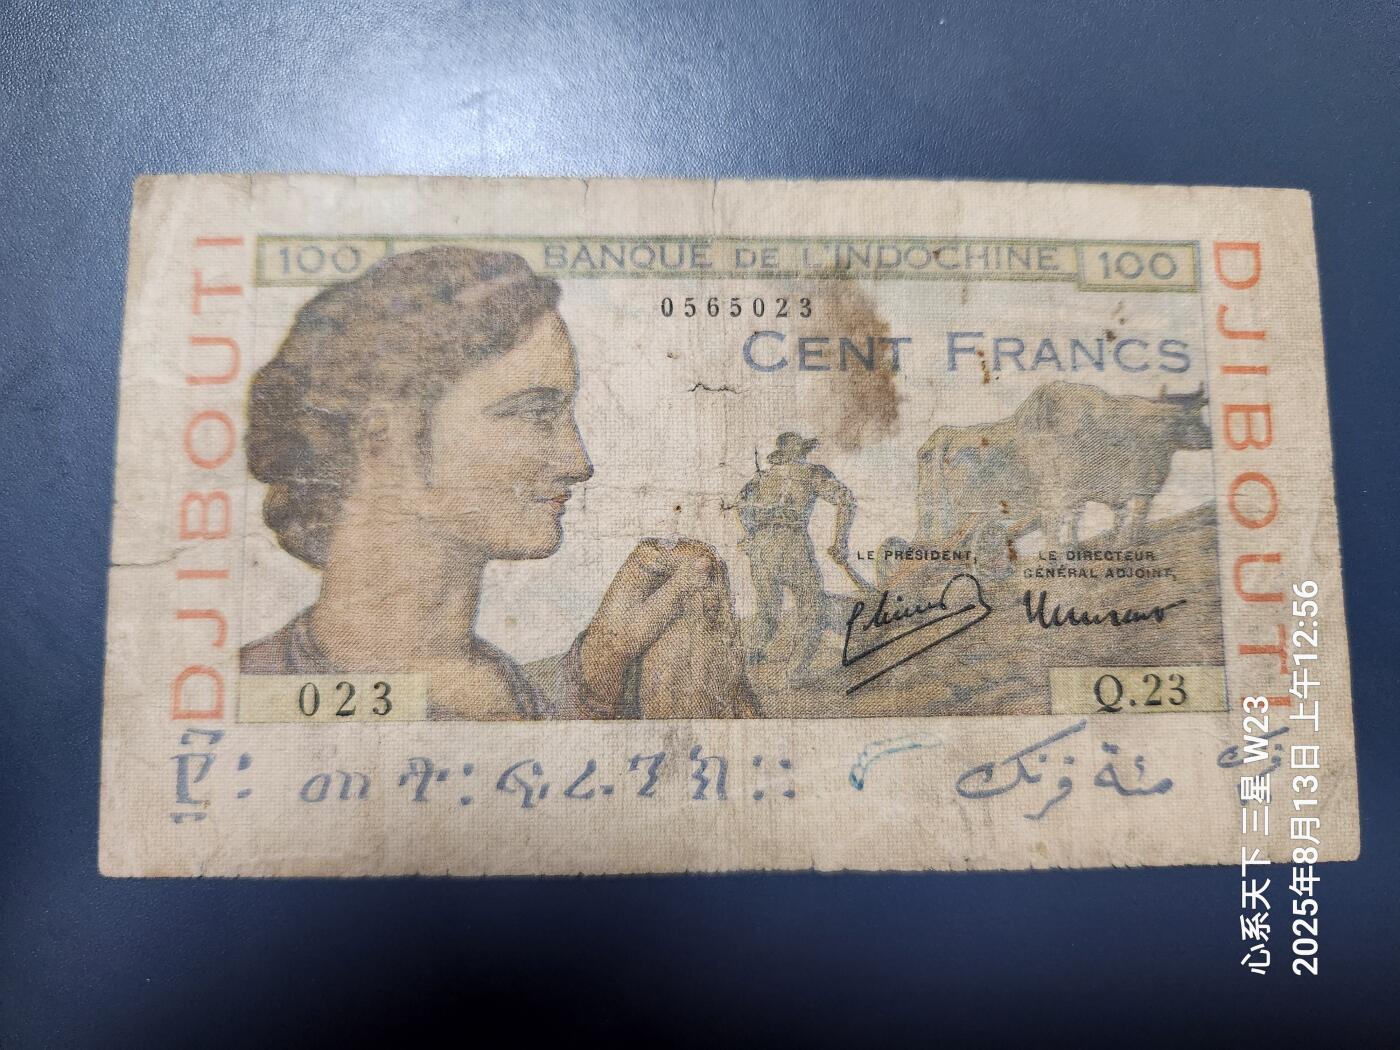 100 BANQUE DE L'INDOCHINE 100
0565023
CENT FRANCS
DJIBOUTI
DJIBOUTI
LE PRÉSIDENT,
LE DIRECTEUR
GÉNÉRAL ADJOINT,
023
Q.23
መቶ፡ ፍራንክ።
مئة فرنك
心系天下 三星 W23
2025年8月13日 上午12:56